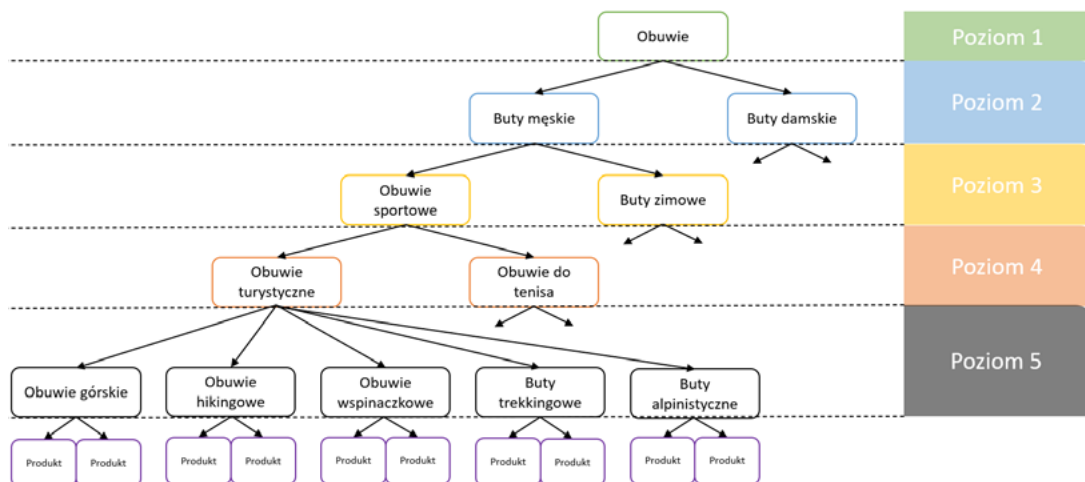 Obuwie
Poziom 1
Buty męskie
Buty damskie
Poziom 2
Obuwie
sportowe
Buty zimowe
Poziom 3
Obuwie
turystyczne
Obuwie do
tenisa
Poziom 4
Obuwie górskie
Obuwie
hikingowe
Obuwie
wspinaczkowe
Buty
trekkingowe
Buty
alpinistyczne
Poziom 5
Produkt
Produkt
Produkt
Produkt
Produkt
Produkt
Produkt
Produkt
Produkt
Produkt